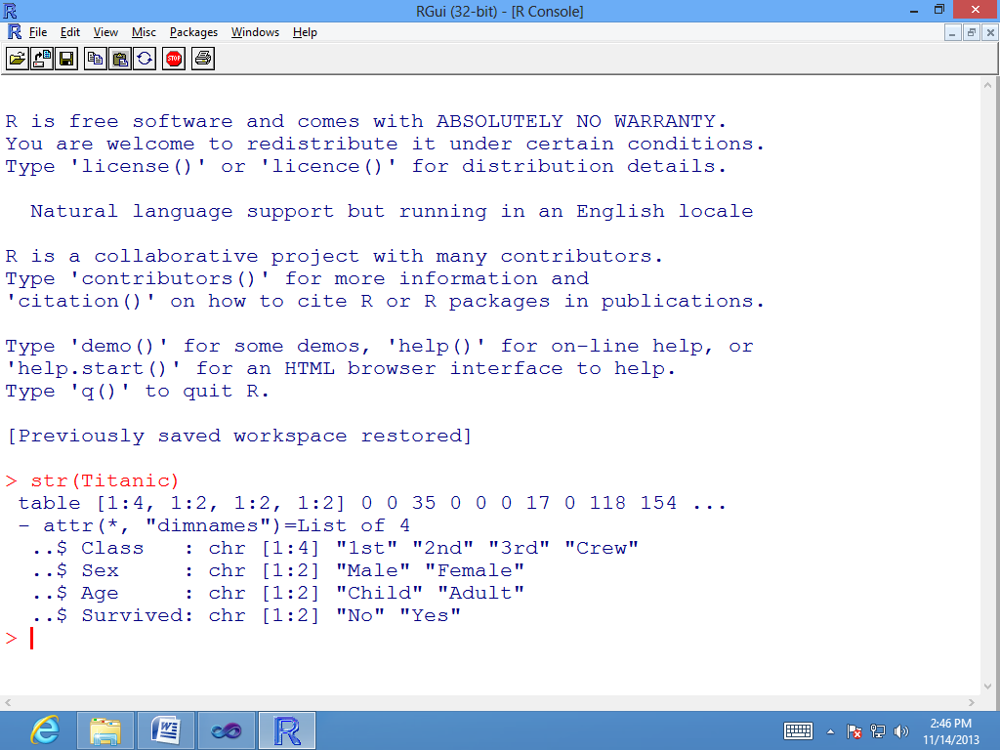 RGui (32-bit) - [R Console]
File Edit View Misc Packages Windows Help
STOP
R is free software and comes with ABSOLUTELY NO WARRANTY.
You are welcome to redistribute it under certain conditions.
Type 'license()' or 'licence()' for distribution details.
Natural language support but running in an English locale
R is a collaborative project with many contributors.
Type 'contributors()' for more information and
'citation()' on how to cite R or R packages in publications.
Type 'demo()' for some demos, 'help()' for on-line help, or
'help.start()' for an HTML browser interface to help.
Type 'q()' to quit R.
[Previously saved workspace restored]
> str(Titanic)
table [1:4, 1:2, 1:2, 1:2] 0 0 35 0 0 0 17 0 118 154 ...
- attr(*, "dimnames")=List of 4
..$ Class   : chr [1:4] "1st" "2nd" "3rd" "Crew"
..$ Sex     : chr [1:2] "Male" "Female"
..$ Age     : chr [1:2] "Child" "Adult"
..$ Survived: chr [1:2] "No" "Yes"
>
2:46 PM
11/14/2013